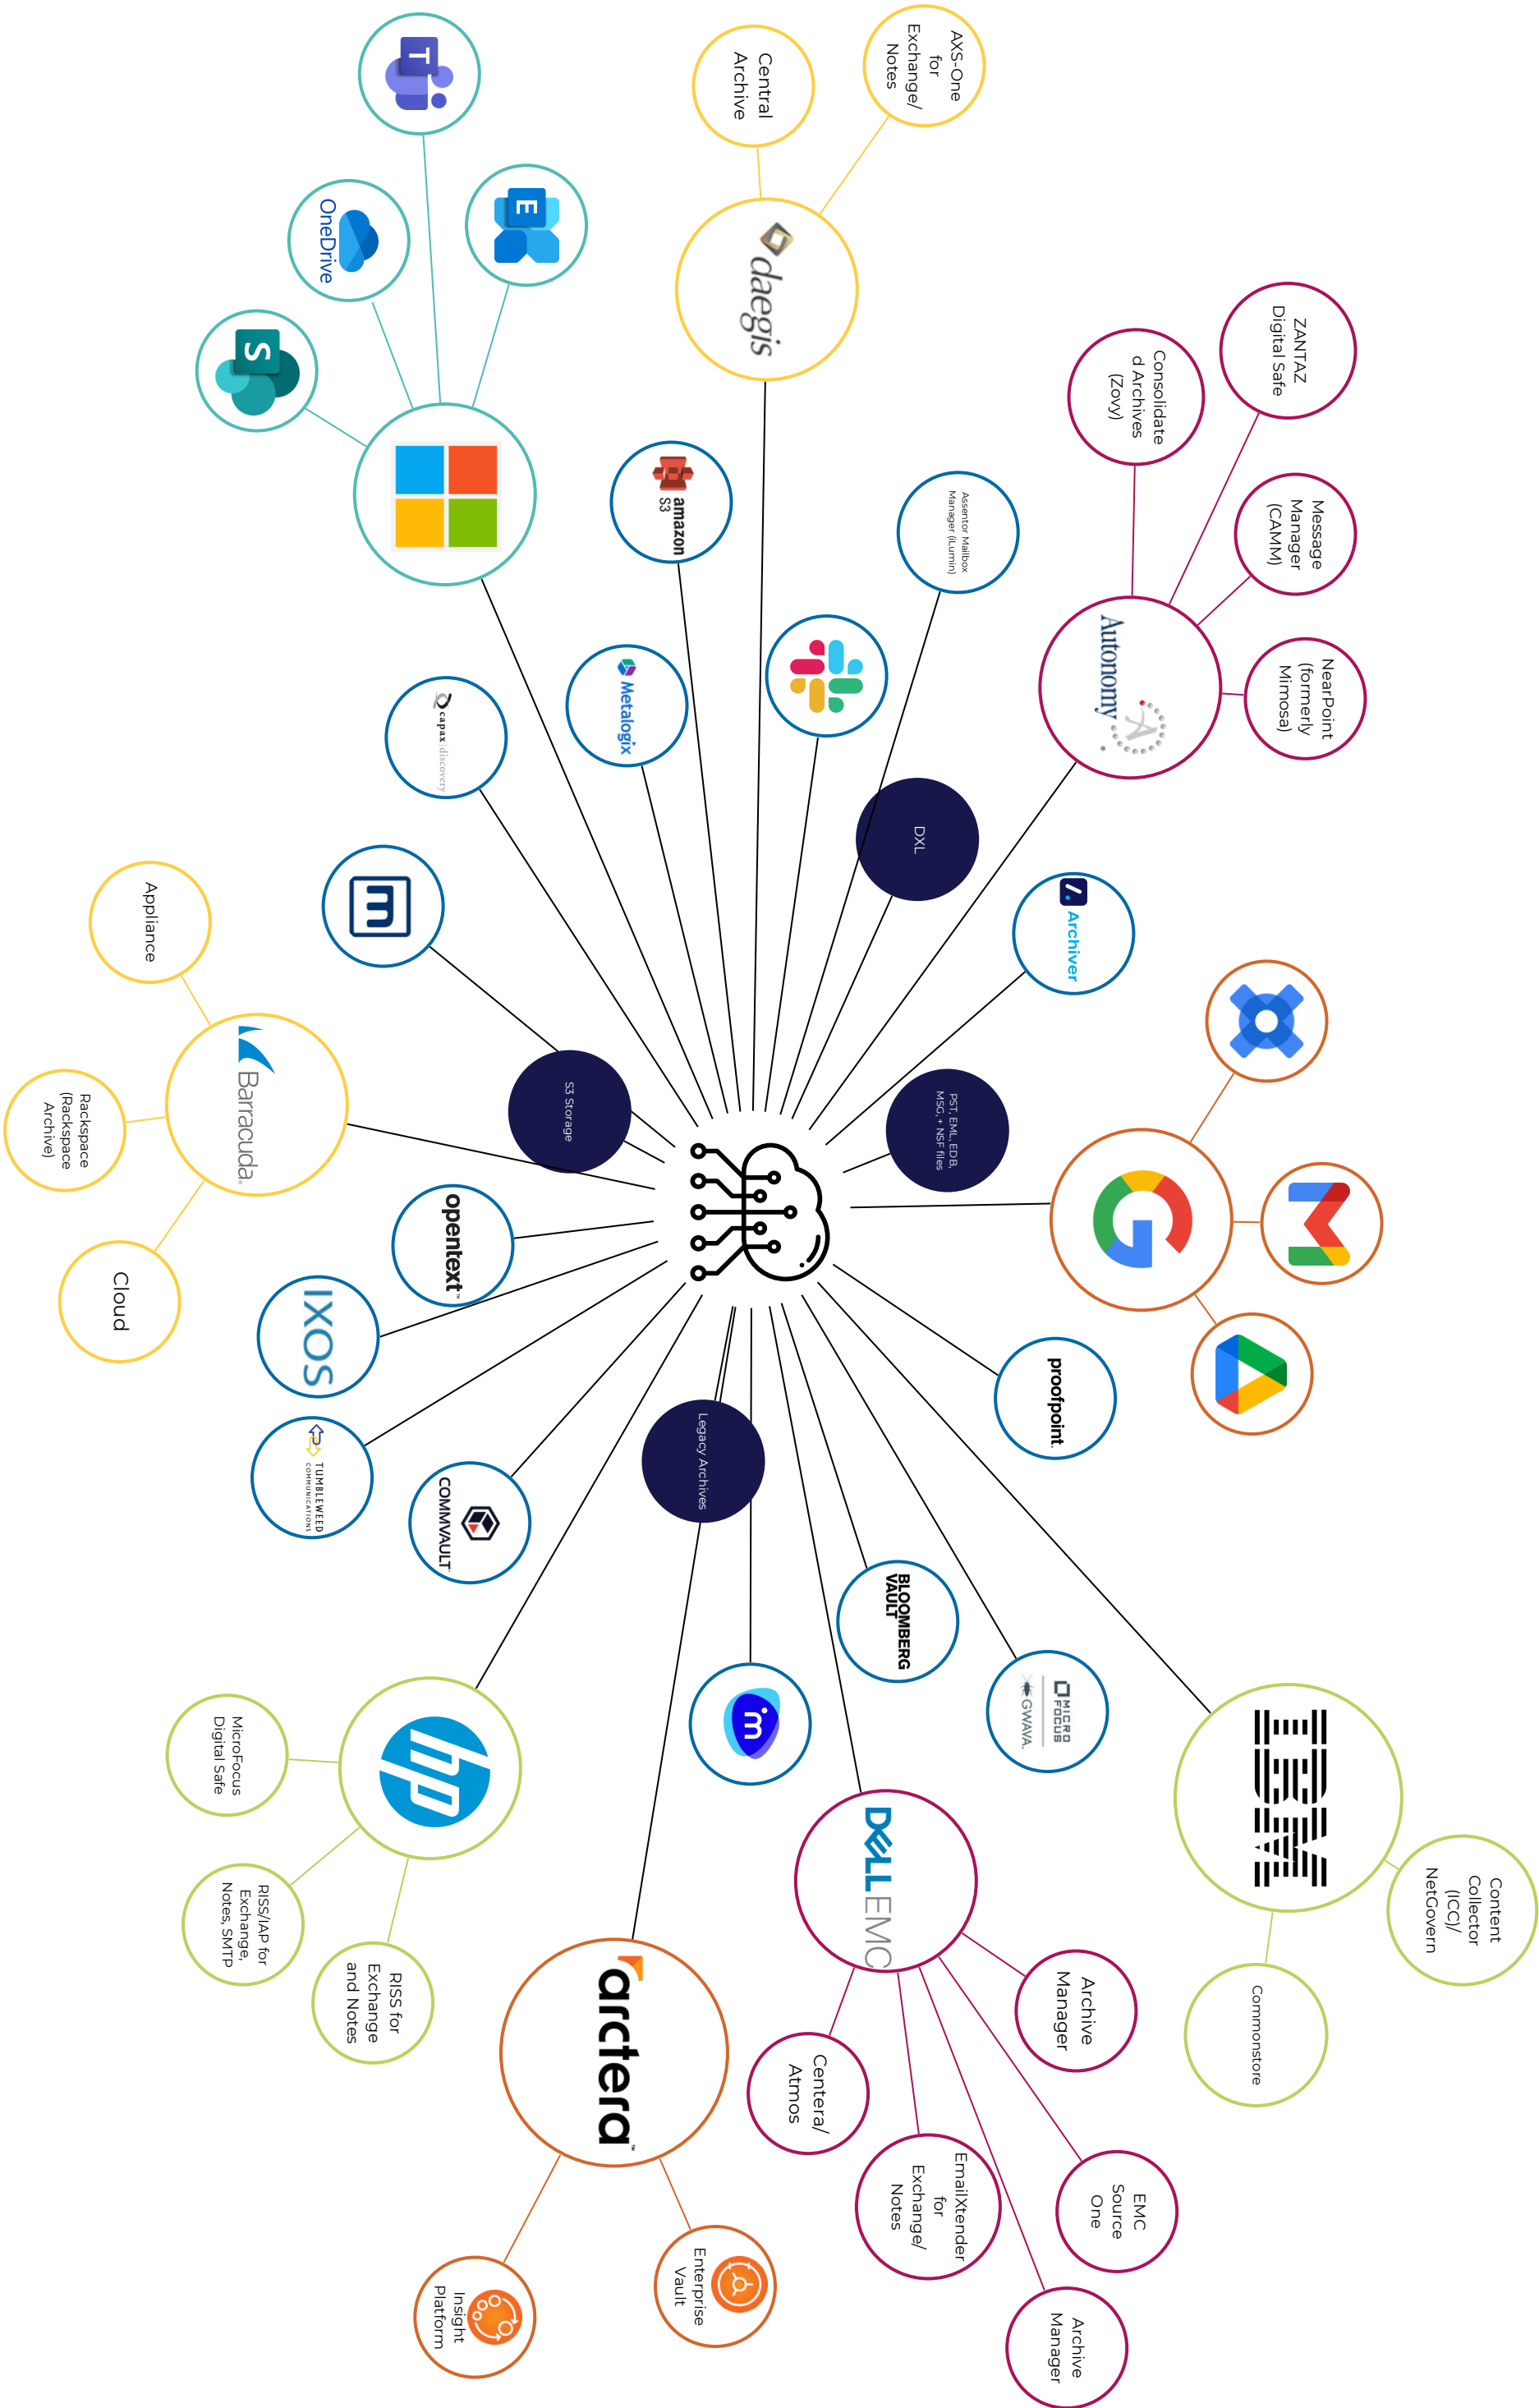 AXS-One
for
Exchange/
Notes
Central
Archive
T
E
OneDrive
S
daegis
ZANTAZ
Digital Safe
Consolidate
d Archives
(Zovy)
Message
Manager
(CAMM)
NearPoint
(formerly
Mimosa)
Autonomy
amazon
S3
Assentor Mailbox
Manager (iLumin)
Metalogix
capax discovery
DXL
Archiver
m
Appliance
Barracuda
Rackspace
(Rackspace
Archive)
Cloud
S3 Storage
PST, EML, EDB,
MSG, + NSF files
G
M
opentext™
IXOS
TUMBLEWEED
COMMUNICATIONS
COMMVAULT
Legacy Archives
proofpoint.
BLOOMBERG
VAULT
MICRO
FOCUS
GWAVA.
m
IBM
Content
Collector
(ICC)/
NetGovern
Commonstore
hp
MicroFocus
Digital Safe
RISS/IAP for
Exchange,
Notes, SMTP
RISS for
Exchange
and Notes
DELL EMC
Archive
Manager
Centera/
Atmos
EmailXtender
for
Exchange/
Notes
EMC
Source
One
Archive
Manager
arctera™
Enterprise
Vault
Insight
Platform